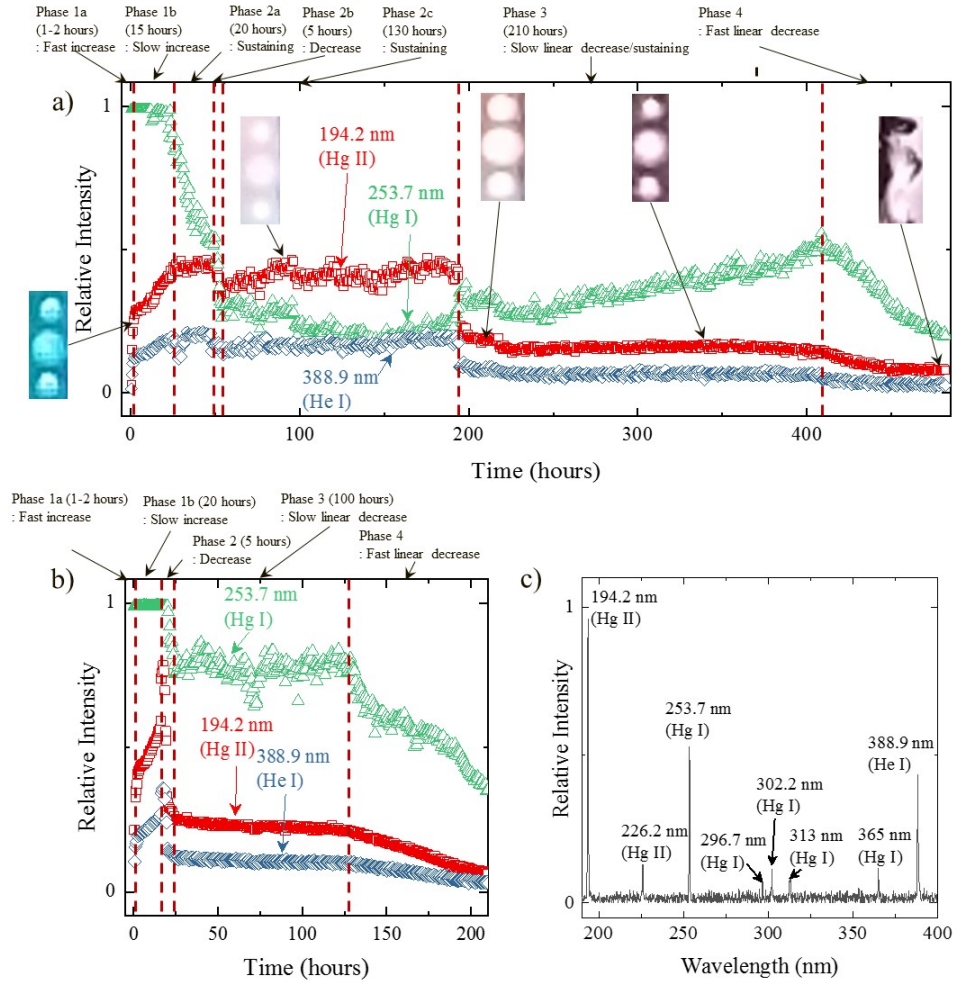 Phase 1a
(1-2 hours)
: Fast increase
Phase 1b
(15 hours)
: Slow increase
Phase 2a
(20 hours)
: Sustaining
Phase 2b
(5 hours)
: Decrease
Phase 2c
(130 hours)
: Sustaining
Phase 3
(210 hours)
: Slow linear decrease/sustaining
Phase 4
: Fast linear decrease
a)
Relative Intensity
1
0
194.2 nm
(Hg II)
253.7 nm
(Hg I)
388.9 nm
(He I)
0
100
200
300
400
Time (hours)
Phase 1a (1-2 hours)
: Fast increase
Phase 1b (20 hours)
: Slow increase
Phase 2 (5 hours)
: Decrease
Phase 3 (100 hours)
: Slow linear decrease
Phase 4
: Fast linear decrease
b)
Relative Intensity
1
0
253.7 nm
(Hg I)
194.2 nm
(Hg II)
388.9 nm
(He I)
0
50
100
150
200
Time (hours)
c)
Relative Intensity
1
0
194.2 nm
(Hg II)
226.2 nm
(Hg II)
253.7 nm
(Hg I)
296.7 nm
(Hg I)
302.2 nm
(Hg I)
313 nm
(Hg I)
365 nm
(Hg I)
388.9 nm
(He I)
200
250
300
350
400
Wavelength (nm)